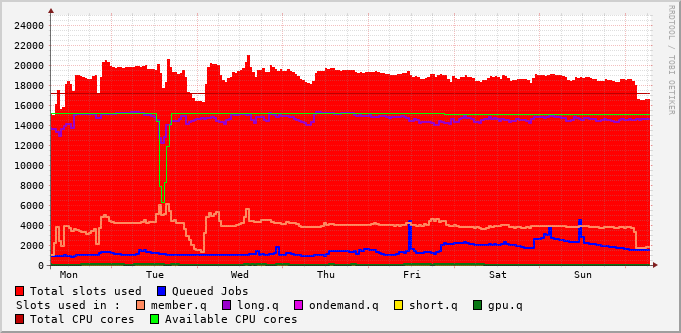 24000
22000
20000
18000
16000
14000
12000
10000
8000
6000
4000
2000
0
Mon Tue Wed Thu Fri Sat Sun
RRDTOOL / TOBI OETIKER
Total slots used Queued Jobs
Slots used in : member.q long.q ondemand.q short.q gpu.q
Total CPU cores Available CPU cores